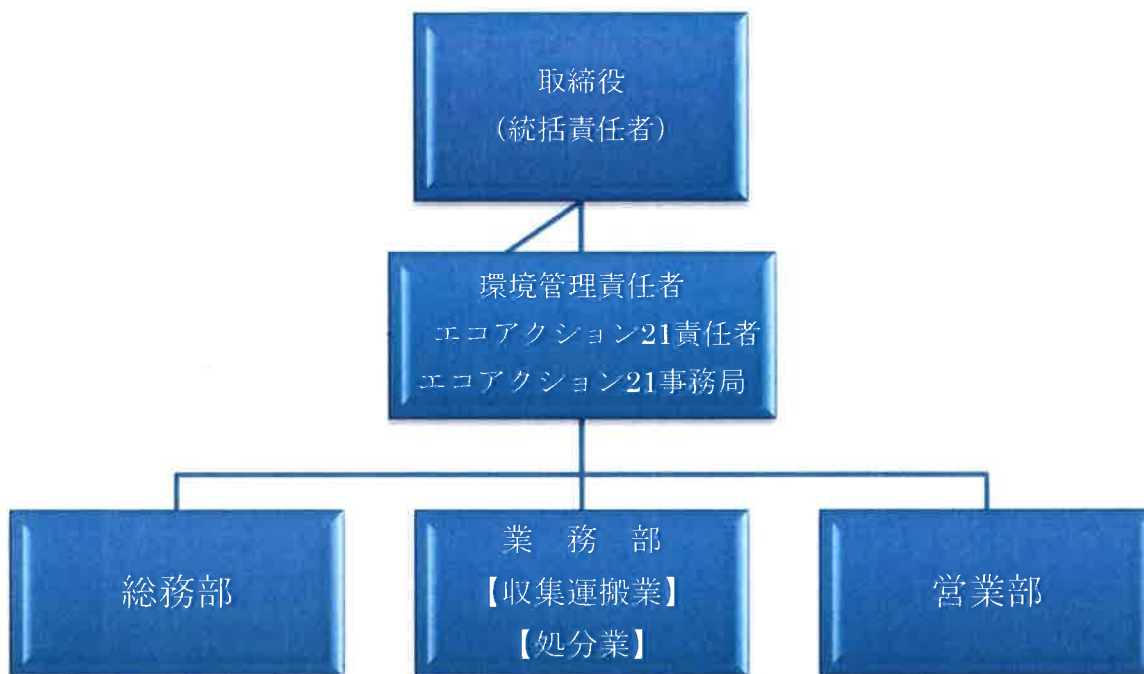 取締役
(統括責任者)
環境管理責任者
エコアクション21責任者
エコアクション21事務局
総務部
業　務　部
【収集運搬業】
【処分業】
営業部